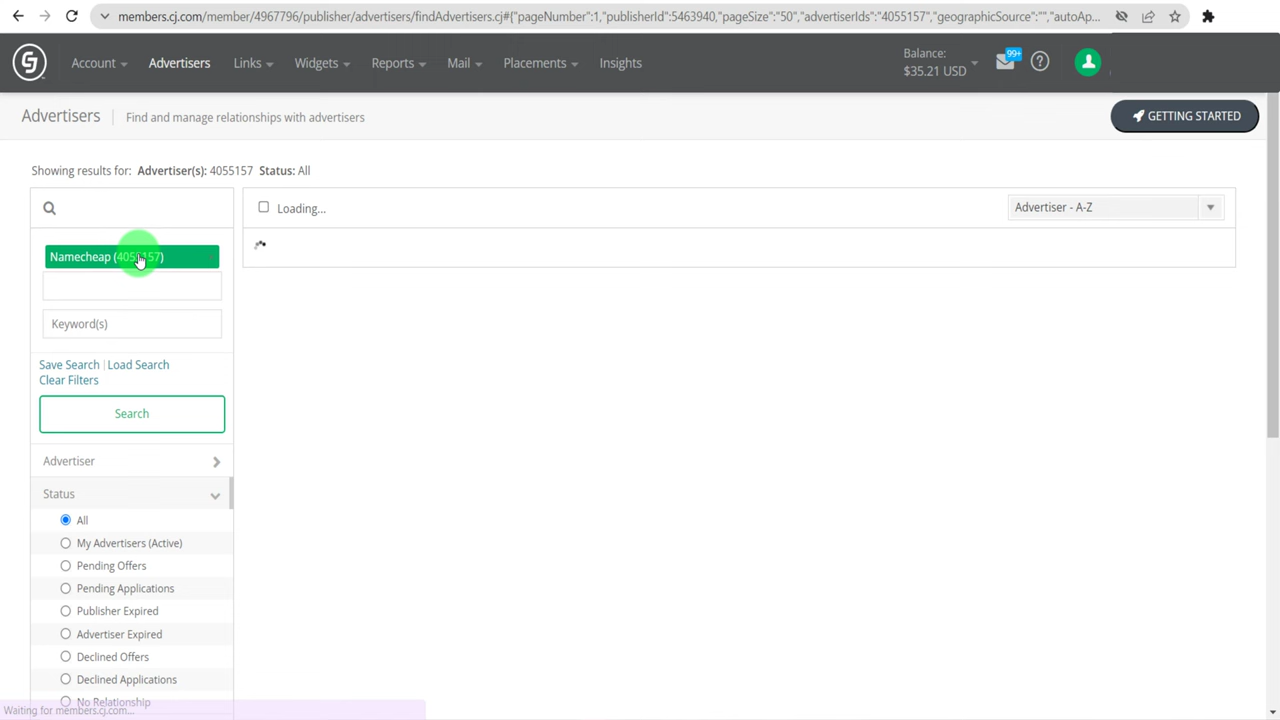 members.cj.com/member/4967796/publisher/advertisers/findAdvertisers.cj#{"pageNumber":1,"publisherId":5463940,"pageSize":"50","advertiserIds":"4055157","geographicSource":"","autoAp...
Account
Advertisers
Links
Widgets
Reports
Mail
Placements
Insights
Balance:
$35.21 USD
99+
Advertisers
Find and manage relationships with advertisers
GETTING STARTED
Showing results for: Advertiser(s): 4055157 Status: All
Loading...
Advertiser - A-Z
Namecheap (4055157)
Keyword(s)
Save Search | Load Search
Clear Filters
Search
Advertiser
Status
All
My Advertisers (Active)
Pending Offers
Pending Applications
Publisher Expired
Advertiser Expired
Declined Offers
Declined Applications
No Relationship
Waiting for members.cj.com...